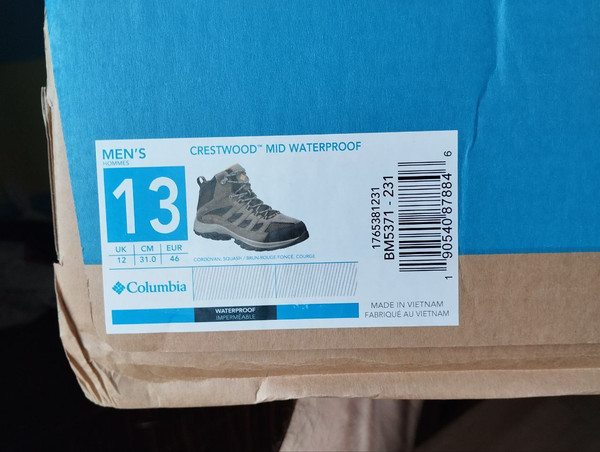 MEN'S
HOMMES
13
UK CM EUR
12 31.0 46
CRESTWOOD™ MID WATERPROOF
CORDOVAN, SQUASH / BRUN-ROUGE FONCÉ, COURGE
Columbia
WATERPROOF
IMPERMÉABLE
1765381231
BM5371 - 231
1 90540 87884 6
MADE IN VIETNAM
FABRIQUÉ AU VIETNAM